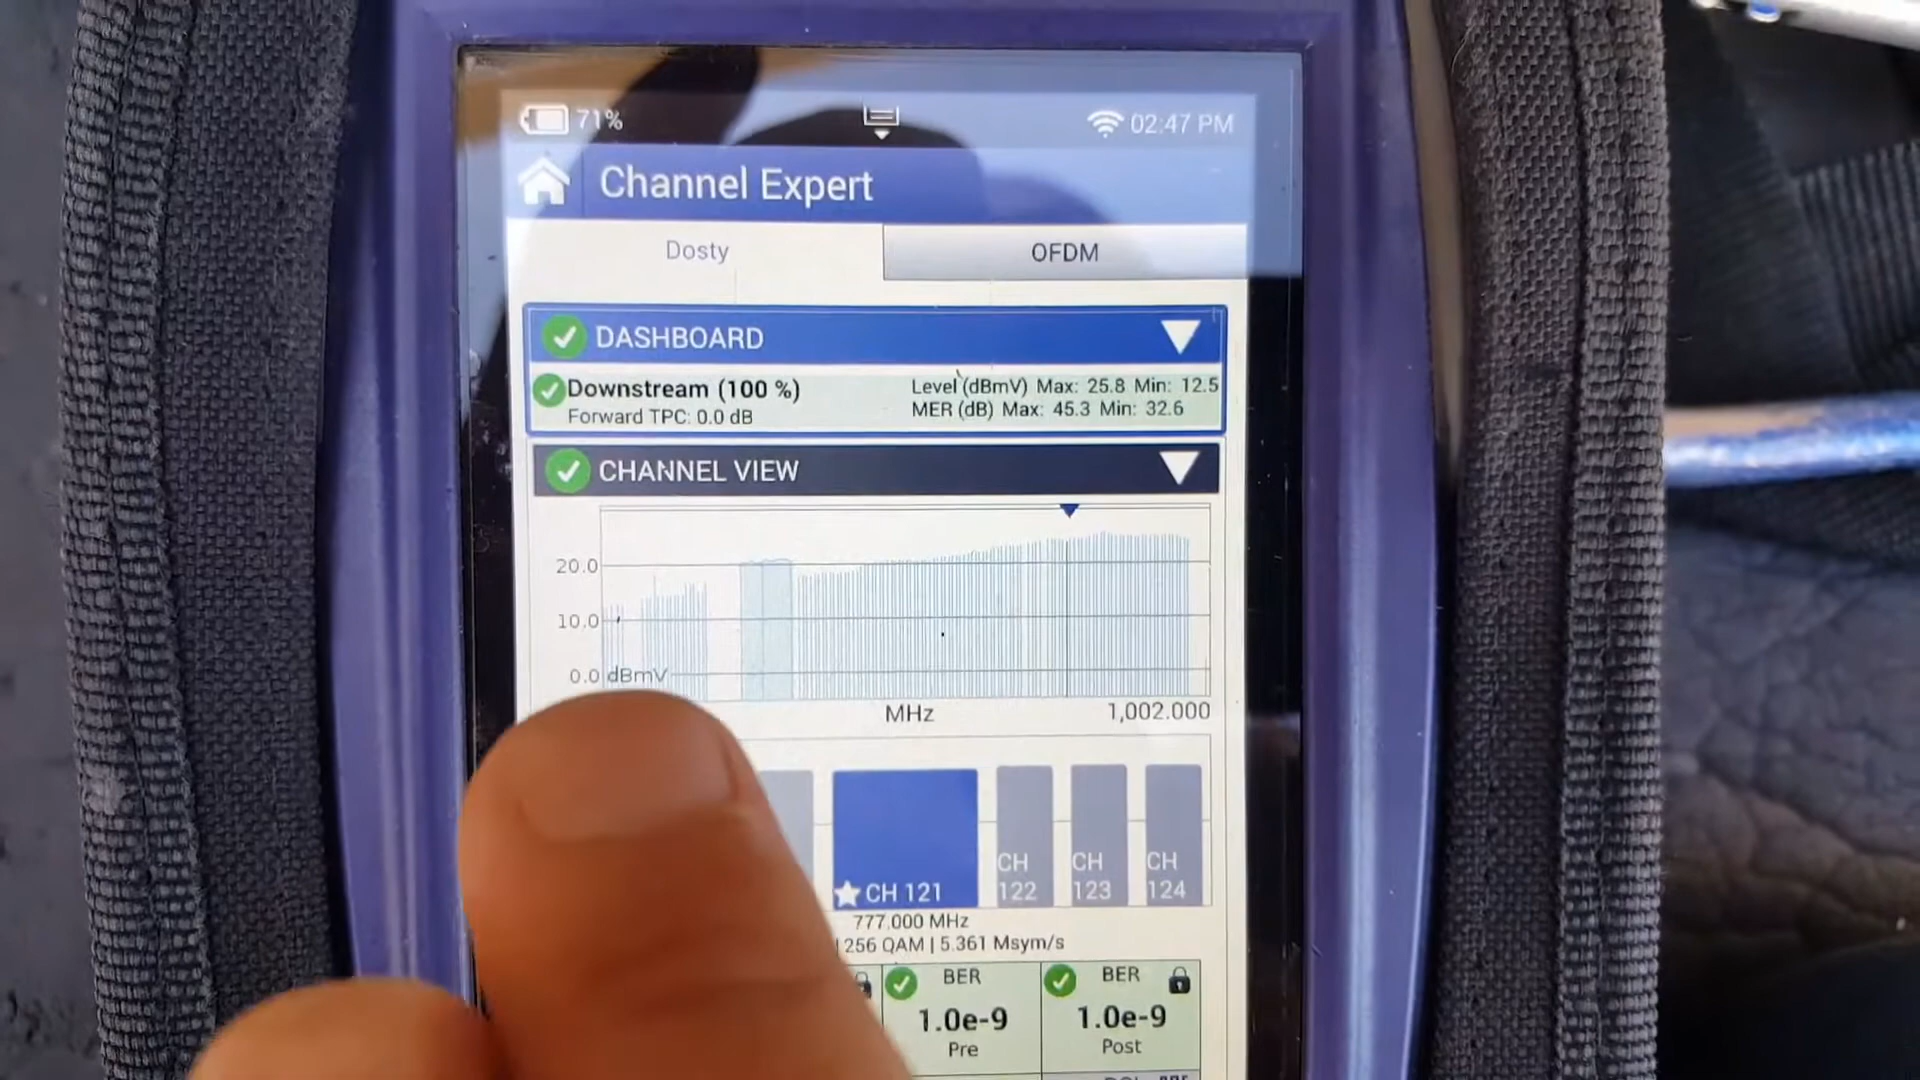 71%
02:47 PM
Channel Expert
Dosty
OFDM
DASHBOARD
Downstream (100 %)
Level (dBmV) Max: 25.8 Min: 12.5
Forward TPC: 0.0 dB
MER (dB) Max: 45.3 Min: 32.6
CHANNEL VIEW
20.0
10.0
0.0 dBmV
MHz
1,002.000
CH 121
CH
122
CH
123
CH
124
777.000 MHz
| 256 QAM | 5.361 Msym/s
BER
1.0e-9
Pre
BER
1.0e-9
Post